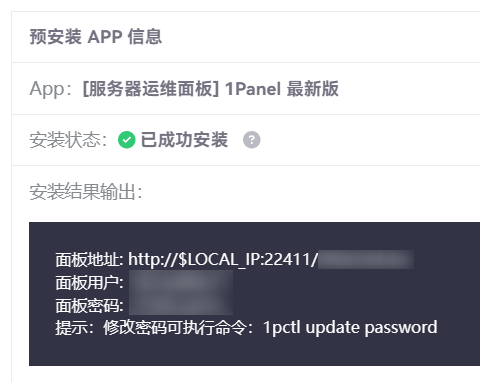 预安装 APP 信息
App：[服务器运维面板] 1Panel 最新版
安装状态： 已成功安装 ?
安装结果输出：
面板地址: http://$LOCAL_IP:22411/
面板用户:
面板密码:
提示：修改密码可执行命令：1pctl update password